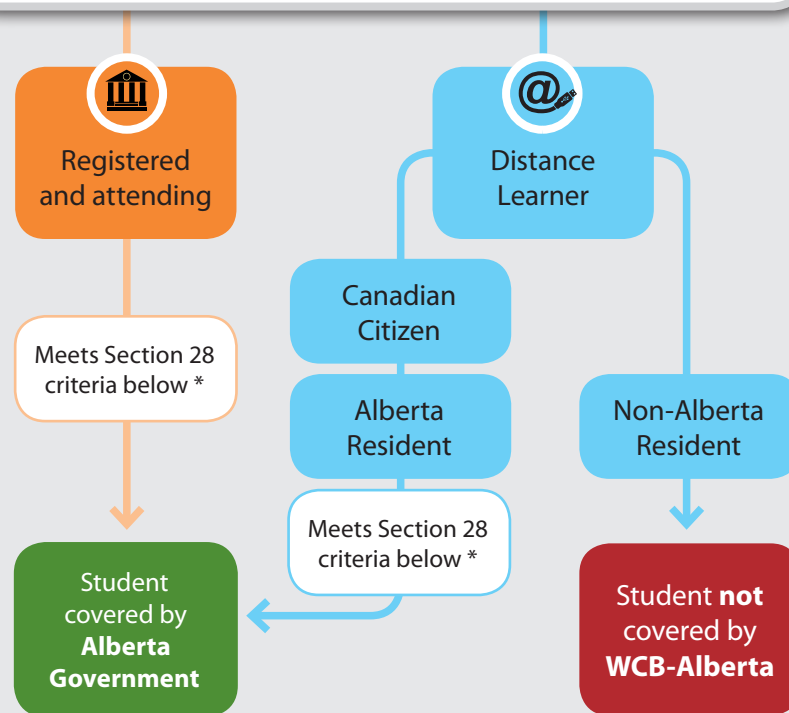 Registered
and attending
Distance
Learner
Canadian
Citizen
Meets Section 28
criteria below *
Alberta
Resident
Non-Alberta
Resident
Meets Section 28
criteria below *
Student
covered by
Alberta
Government
Student not
covered by
WCB-Alberta